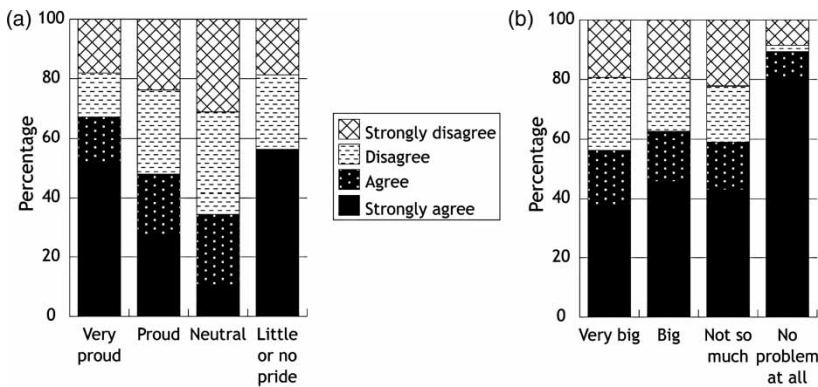 (a)
100
80
60
40
20
0
Percentage
Very proud
Proud
Neutral
Little or no pride
Strongly disagree
Disagree
Agree
Strongly agree
(b)
100
80
60
40
20
0
Percentage
Very big
Big
Not so much
No problem at all